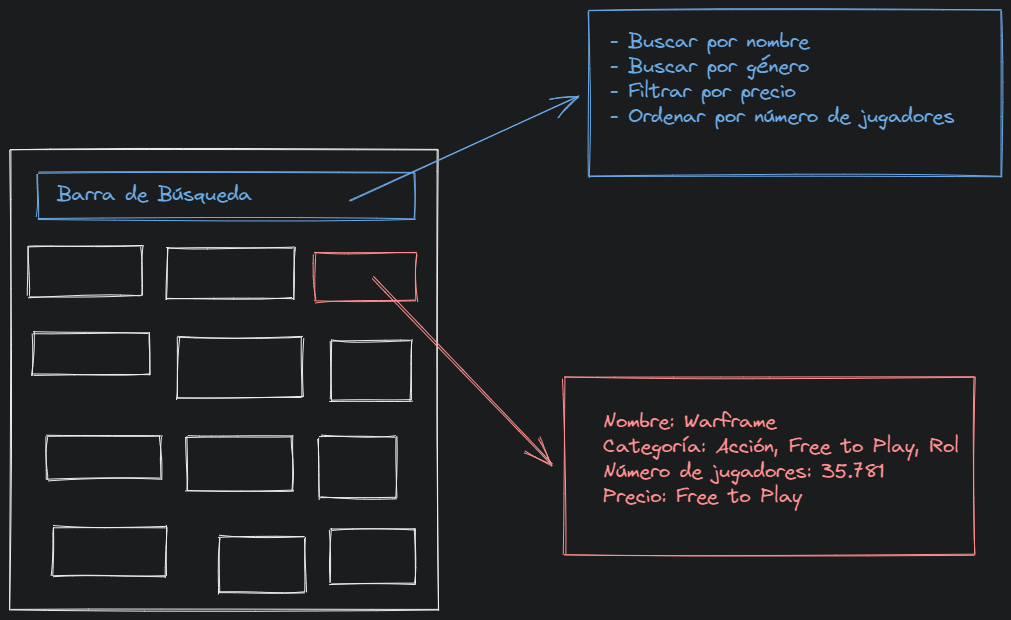 - Buscar por nombre
- Buscar por género
- Filtrar por precio
- Ordenar por número de jugadores
Barra de Búsqueda
Nombre: Warframe
Categoría: Acción, Free to Play, Rol
Número de jugadores: 35.781
Precio: Free to Play